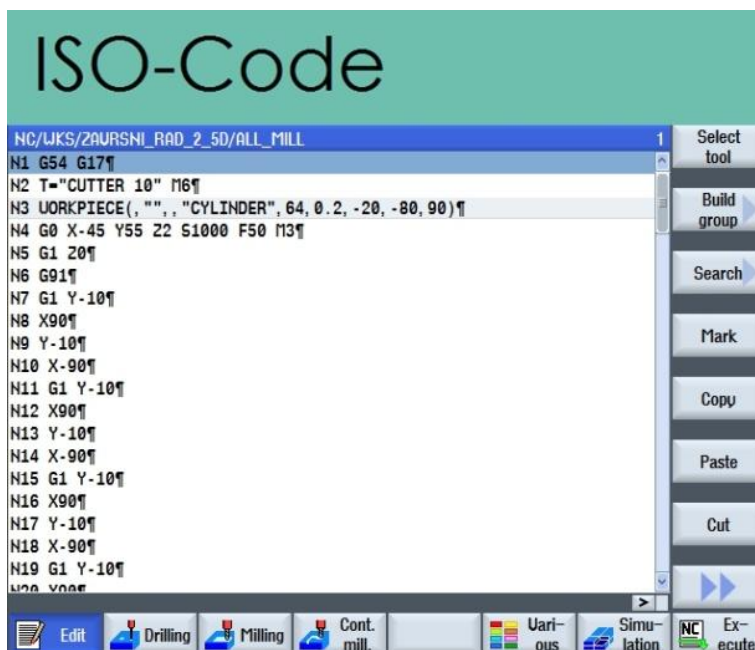 ISO-Code
NC/WKS/ZAVRSNI_RAD_2_5D/ALL_MILL 1
N1 G54 G17¶
N2 T="CUTTER 10" M6¶
N3 WORKPIECE(,"",,"CYLINDER",64,0.2,-20,-80,90)¶
N4 G0 X-45 Y55 Z2 S1000 F50 M3¶
N5 G1 Z0¶
N6 G91¶
N7 G1 Y-10¶
N8 X90¶
N9 Y-10¶
N10 X-90¶
N11 G1 Y-10¶
N12 X90¶
N13 Y-10¶
N14 X-90¶
N15 G1 Y-10¶
N16 X90¶
N17 Y-10¶
N18 X-90¶
N19 G1 Y-10¶
N20 X90¶
Select
tool
Build
group
Search
Mark
Copy
Paste
Cut
Edit
Drilling
Milling
Cont.
mill.
Vari-
ous
Simu-
lation
NC
Ex-
ecute